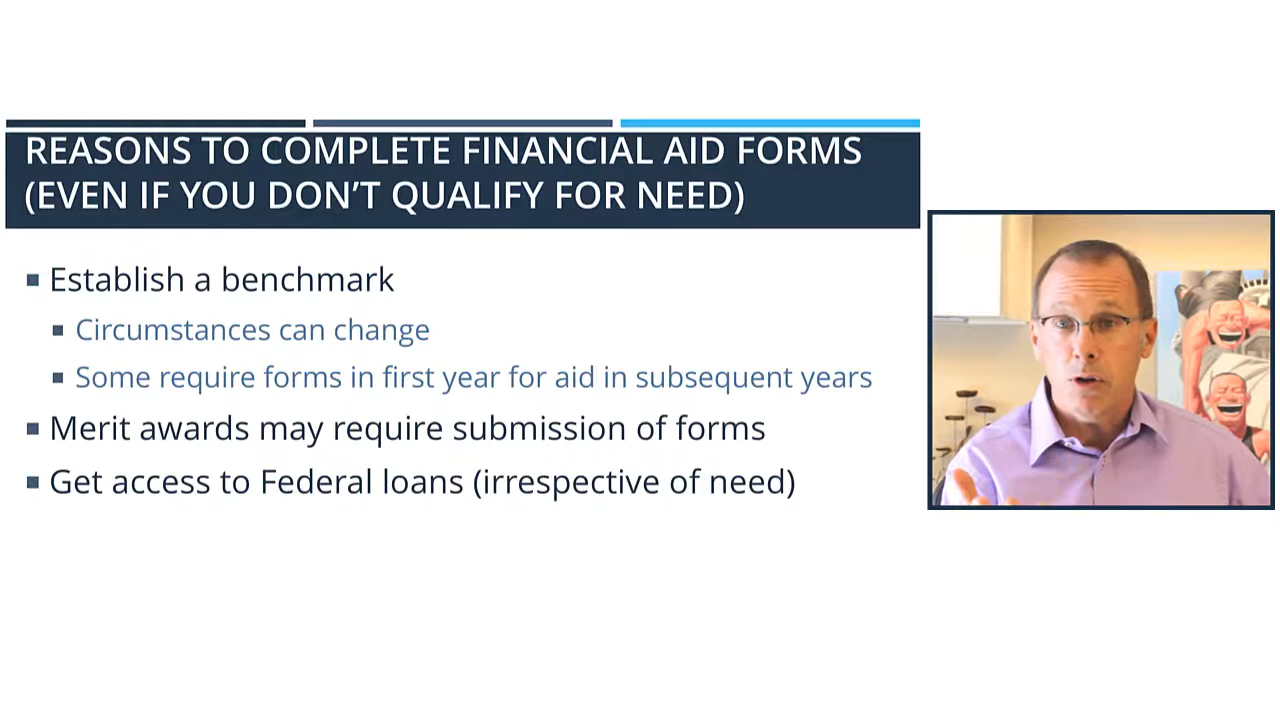 REASONS TO COMPLETE FINANCIAL AID FORMS
(EVEN IF YOU DON’T QUALIFY FOR NEED)
Establish a benchmark
Circumstances can change
Some require forms in first year for aid in subsequent years
Merit awards may require submission of forms
Get access to Federal loans (irrespective of need)